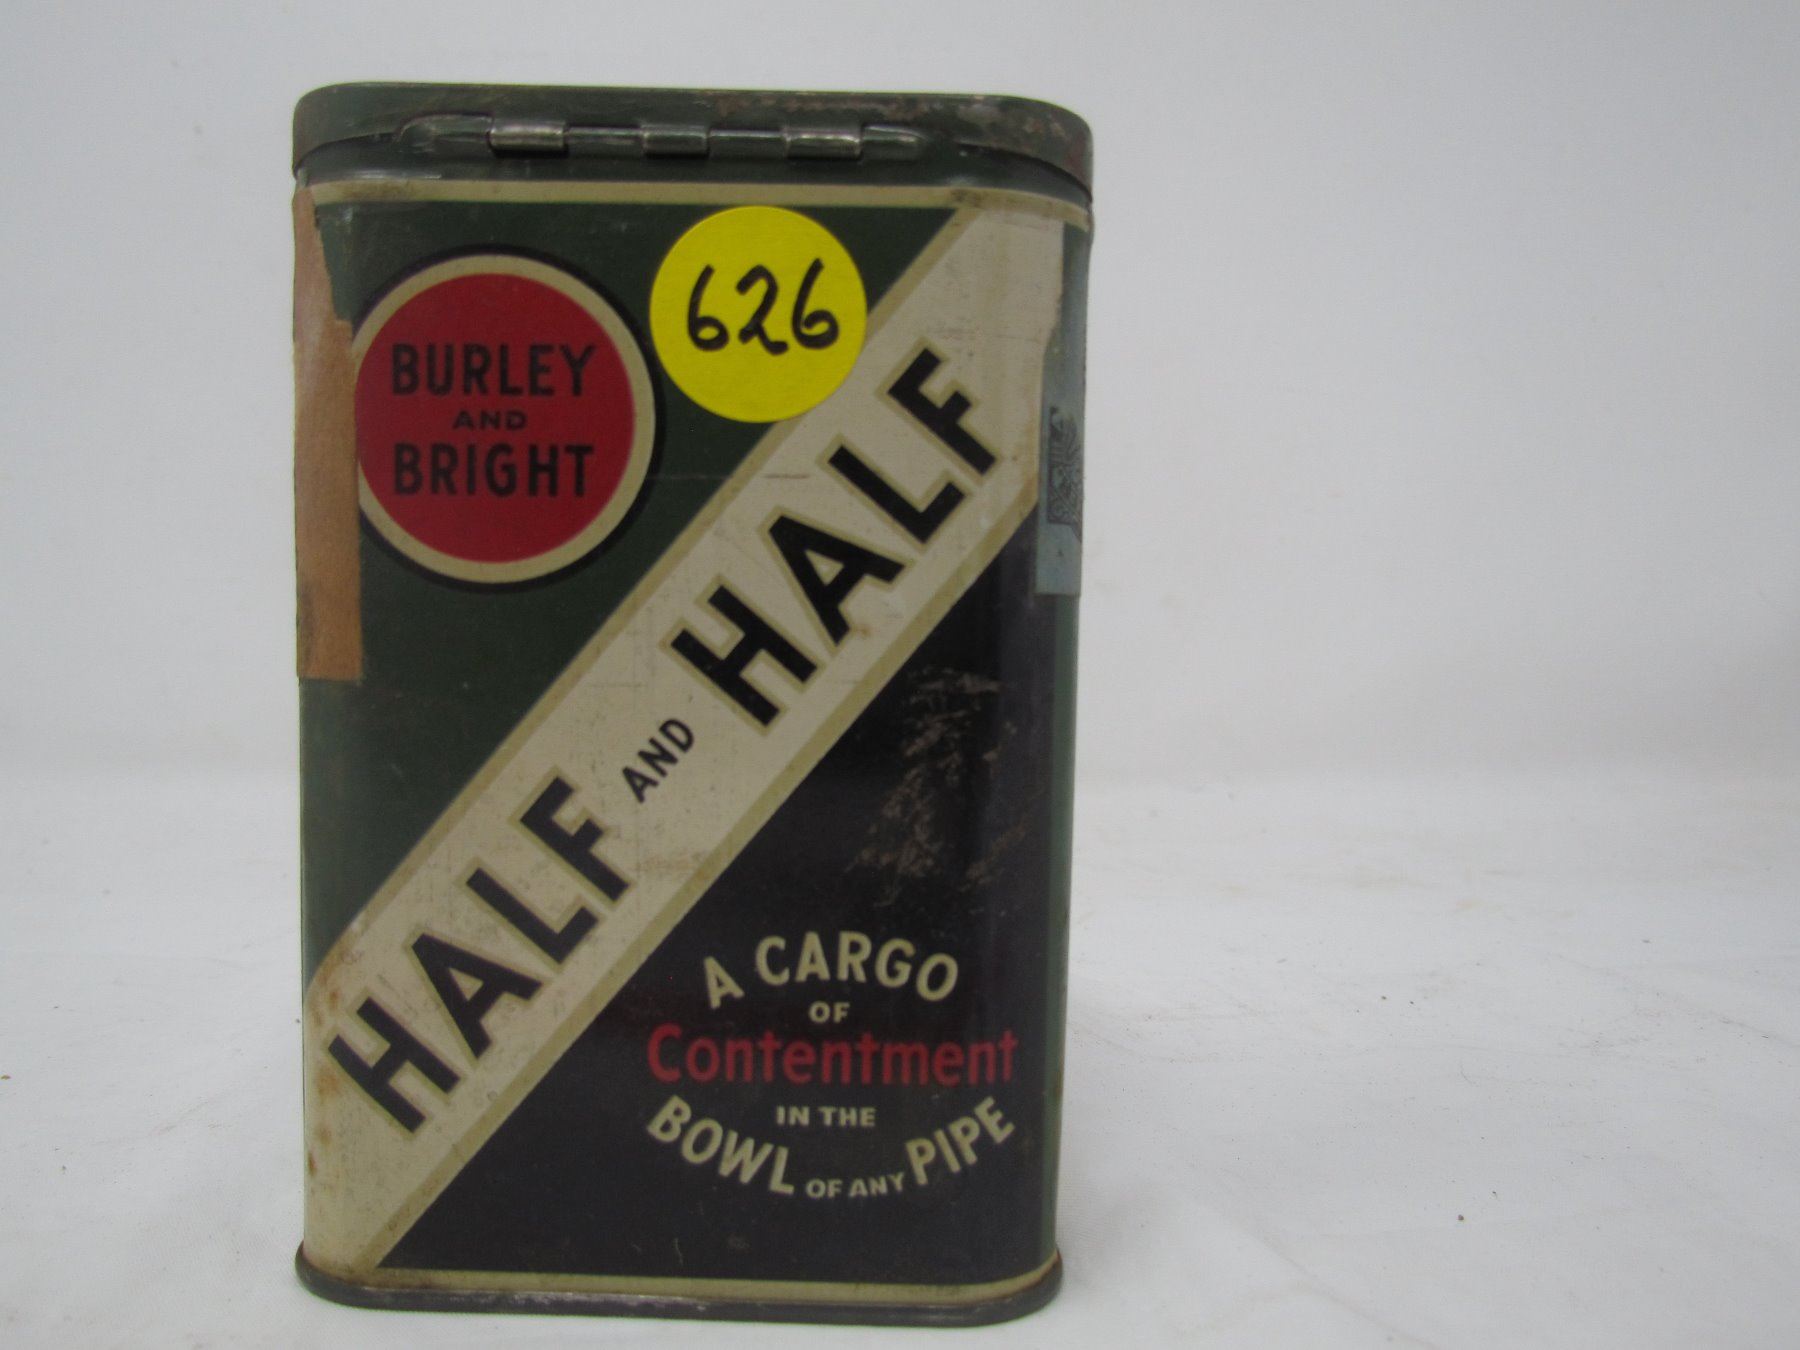 626
BURLEY
AND
BRIGHT
HALF AND HALF
A CARGO
OF
Contentment
IN THE
BOWL OF ANY PIPE